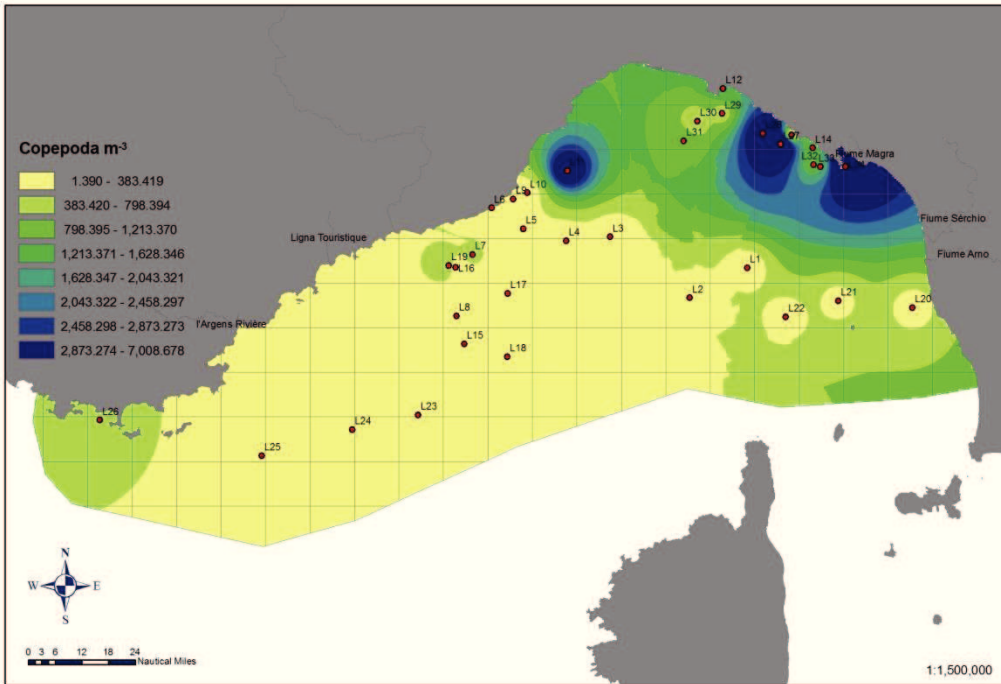 L12
L29
L30
L31
L14
L32 L33
Fiume Magra
L10
L9
L6
Fiume Sérchio
Ligna Touristique
L5
L4
L3
L7
Fiume Arno
L19
L16
L1
L17
L2
L21
L20
L8
L22
l'Argens Rivière
L15
L18
L26
L23
L24
L25
Copepoda m-³
1.390 - 383.419
383.420 - 798.394
798.395 - 1,213.370
1,213.371 - 1,628.346
1,628.347 - 2,043.321
2,043.322 - 2,458.297
2,458.298 - 2,873.273
2,873.274 - 7,008.678
N
W E
S
0 3 6 12 18 24
Nautical Miles
1:1,500,000